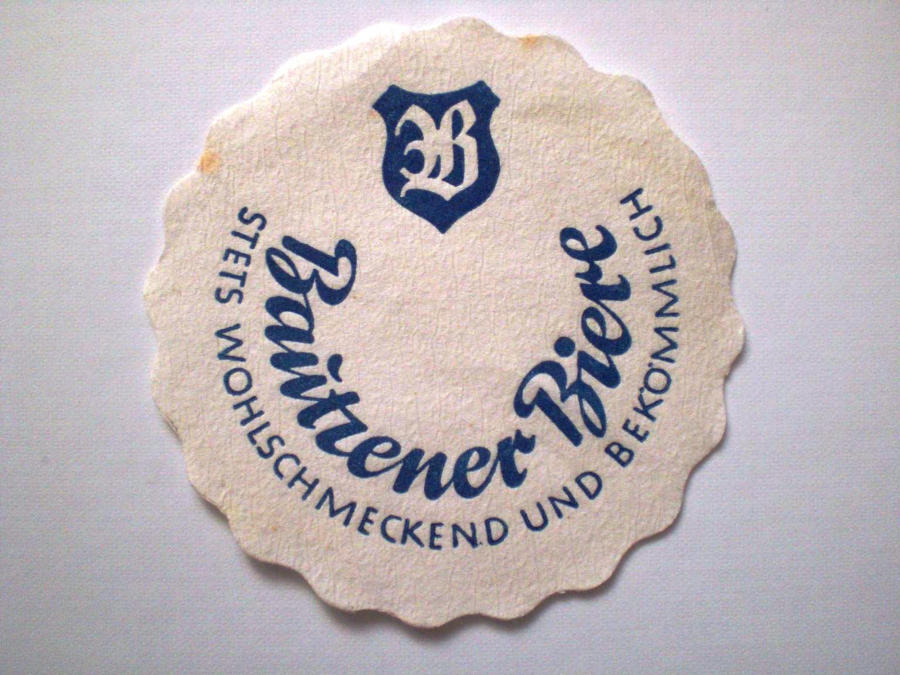 B
Bautzener Biere
STETS WOHLSCHMECKEND UND BEKÖMMLICH